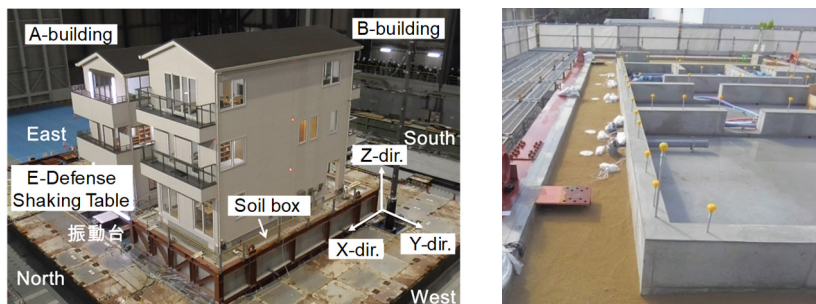 A-building
B-building
East
South
Z-dir.
E-Defense
Shaking Table
振動台
Soil box
X-dir.
Y-dir.
North
West